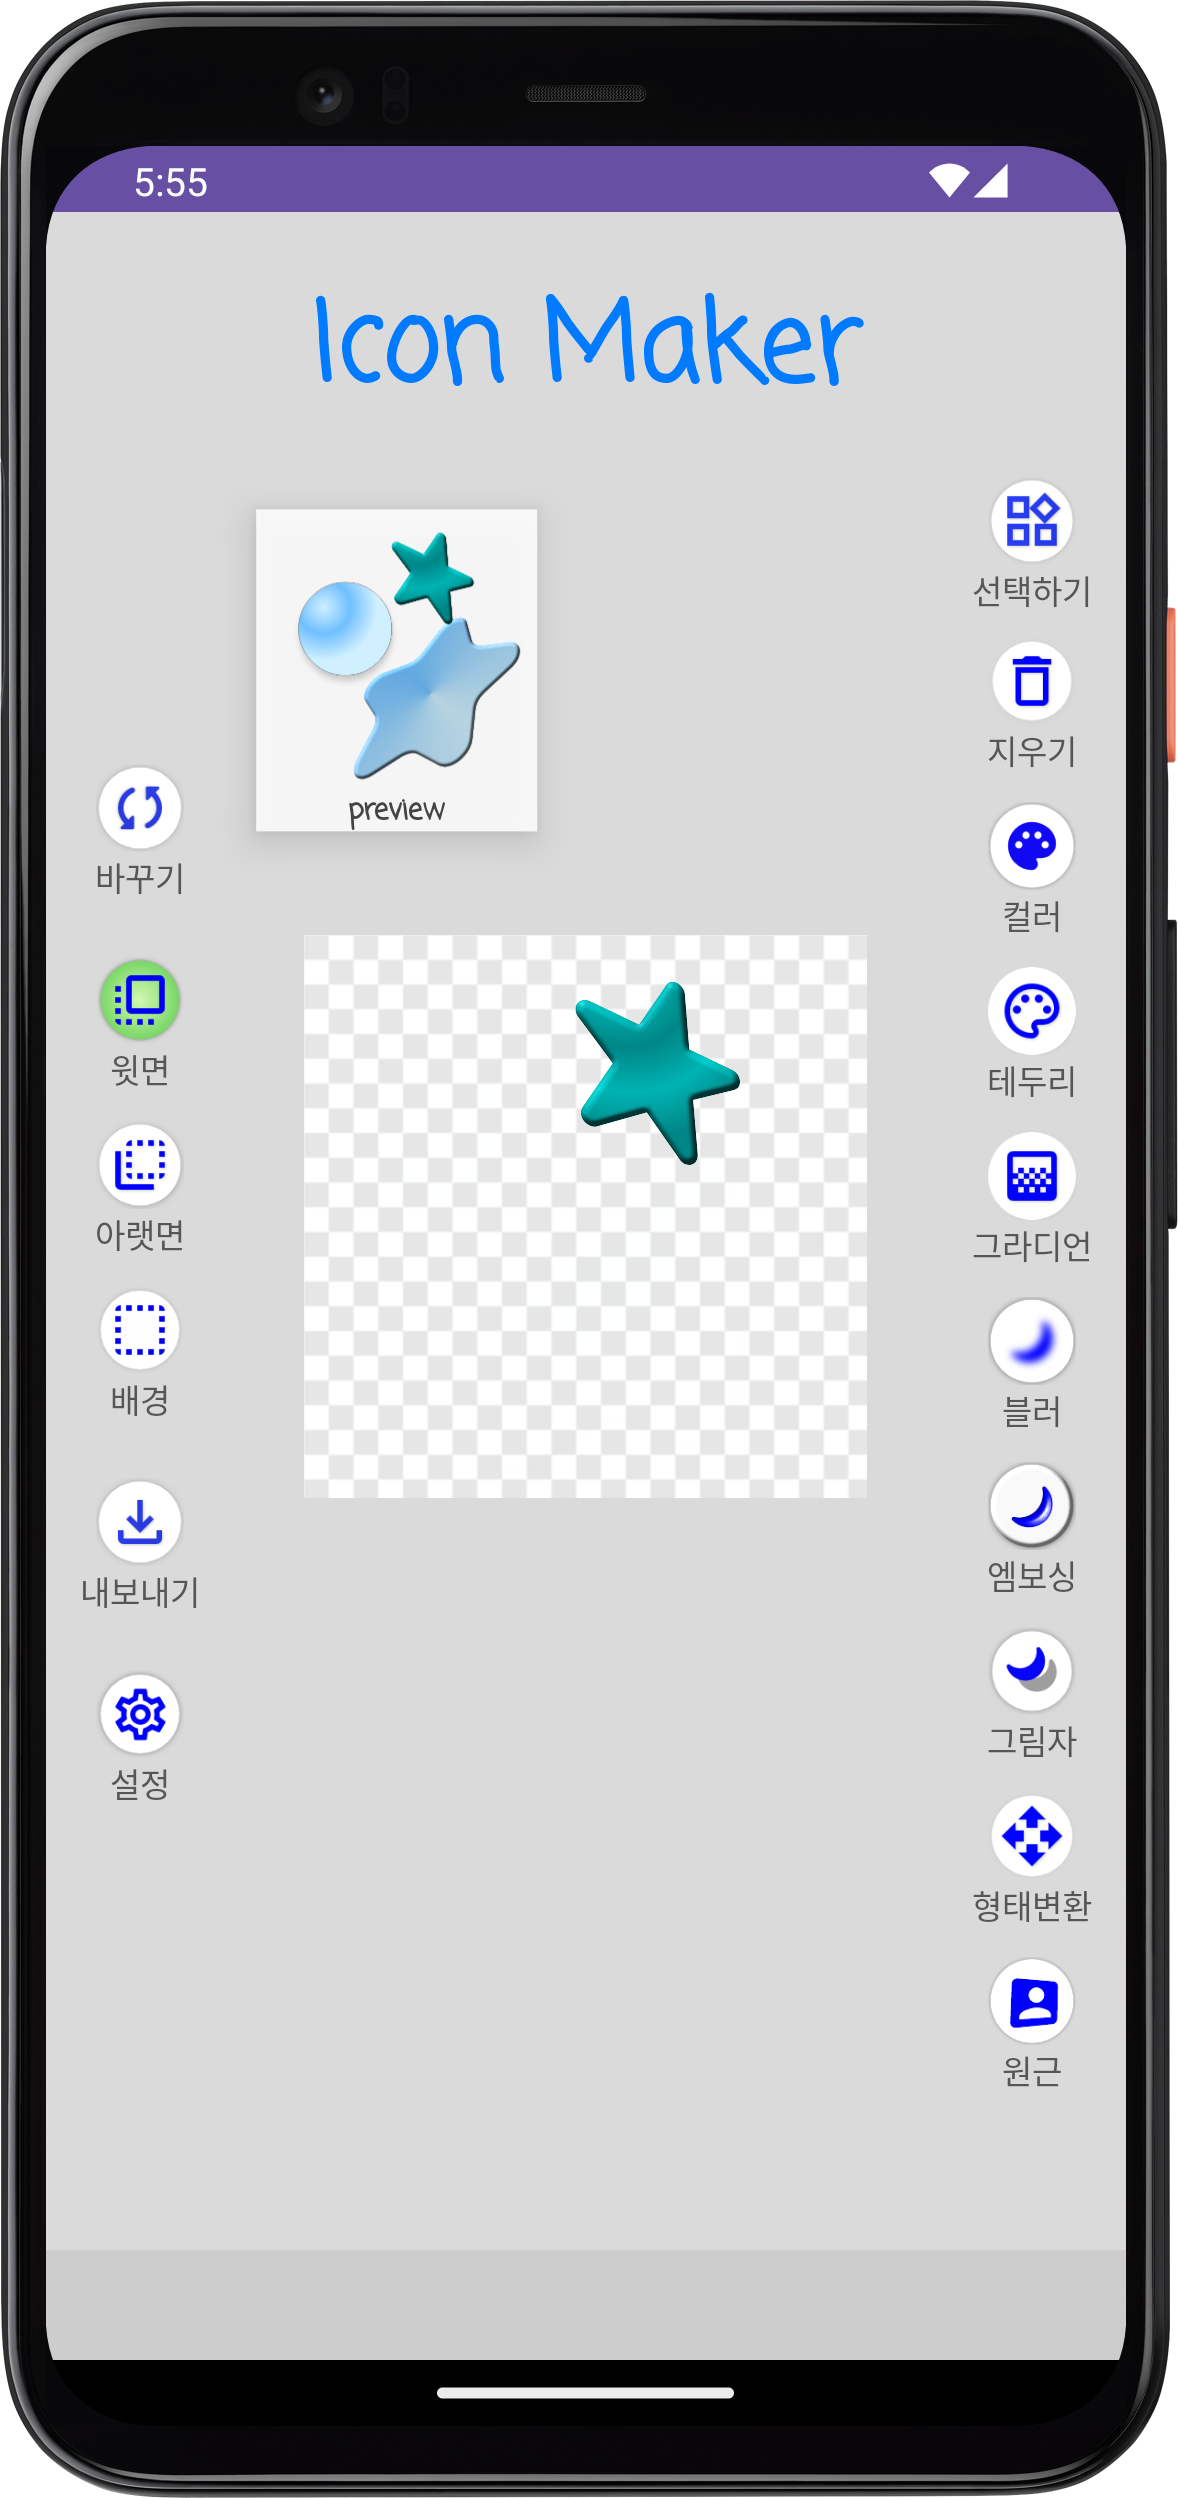 5:55
Icon Maker
preview
바꾸기
윗면
아랫면
배경
내보내기
설정
선택하기
지우기
컬러
테두리
그라디언
블러
엠보싱
그림자
형태변환
원근